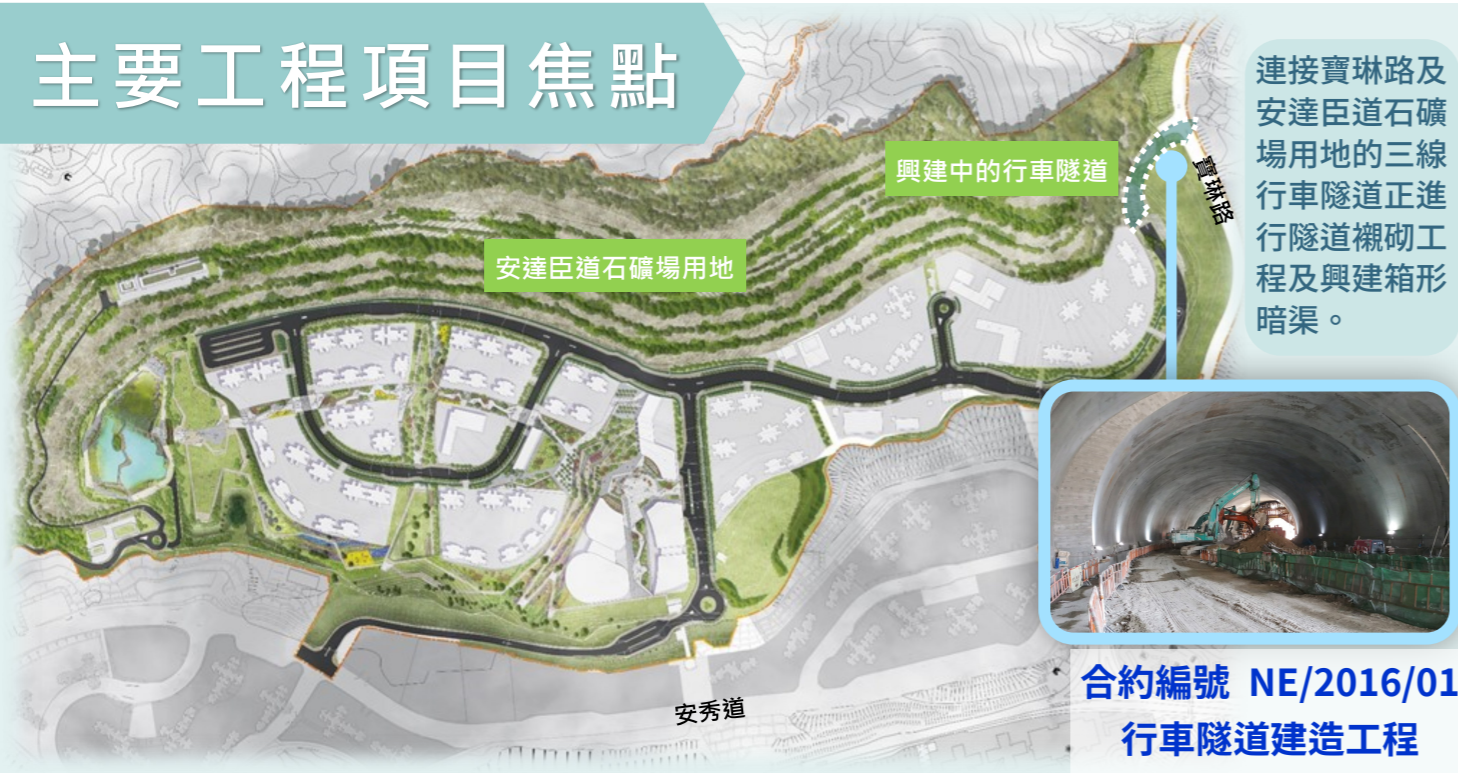 主要工程項目焦點
連接寶琳路及
安達臣道石礦
場用地的三線
行車隧道正進
行隧道襯砌工
程及興建箱形
暗渠。
興建中的行車隧道
寶琳路
安達臣道石礦場用地
合約編號 NE/2016/01
行車隧道建造工程
安秀道